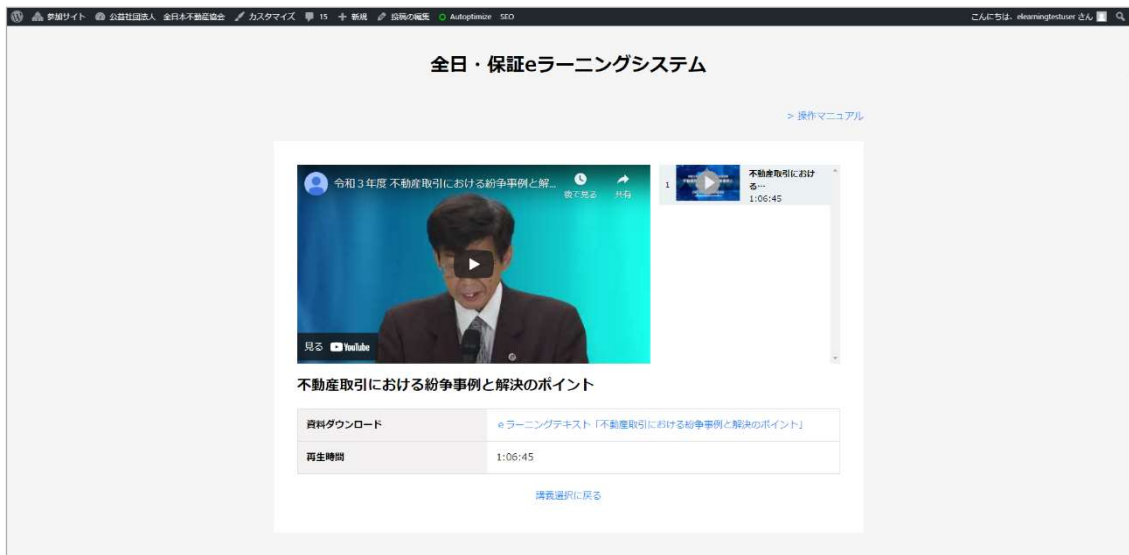 参加サイト 公益社団法人 全日本不動産協会 カスタマイズ 15 新規 投稿の編集 Autoptimize SEO こんにちは、elearningtestuser さん
全日・保証eラーニングシステム
> 操作マニュアル
令和3年度 不動産取引における紛争事例と解... 後で見る 共有
1 不動産取引におけ
る…
1:06:45
見る YouTube
不動産取引における紛争事例と解決のポイント
資料ダウンロード eラーニングテキスト「不動産取引における紛争事例と解決のポイント」
再生時間 1:06:45
講義選択に戻る